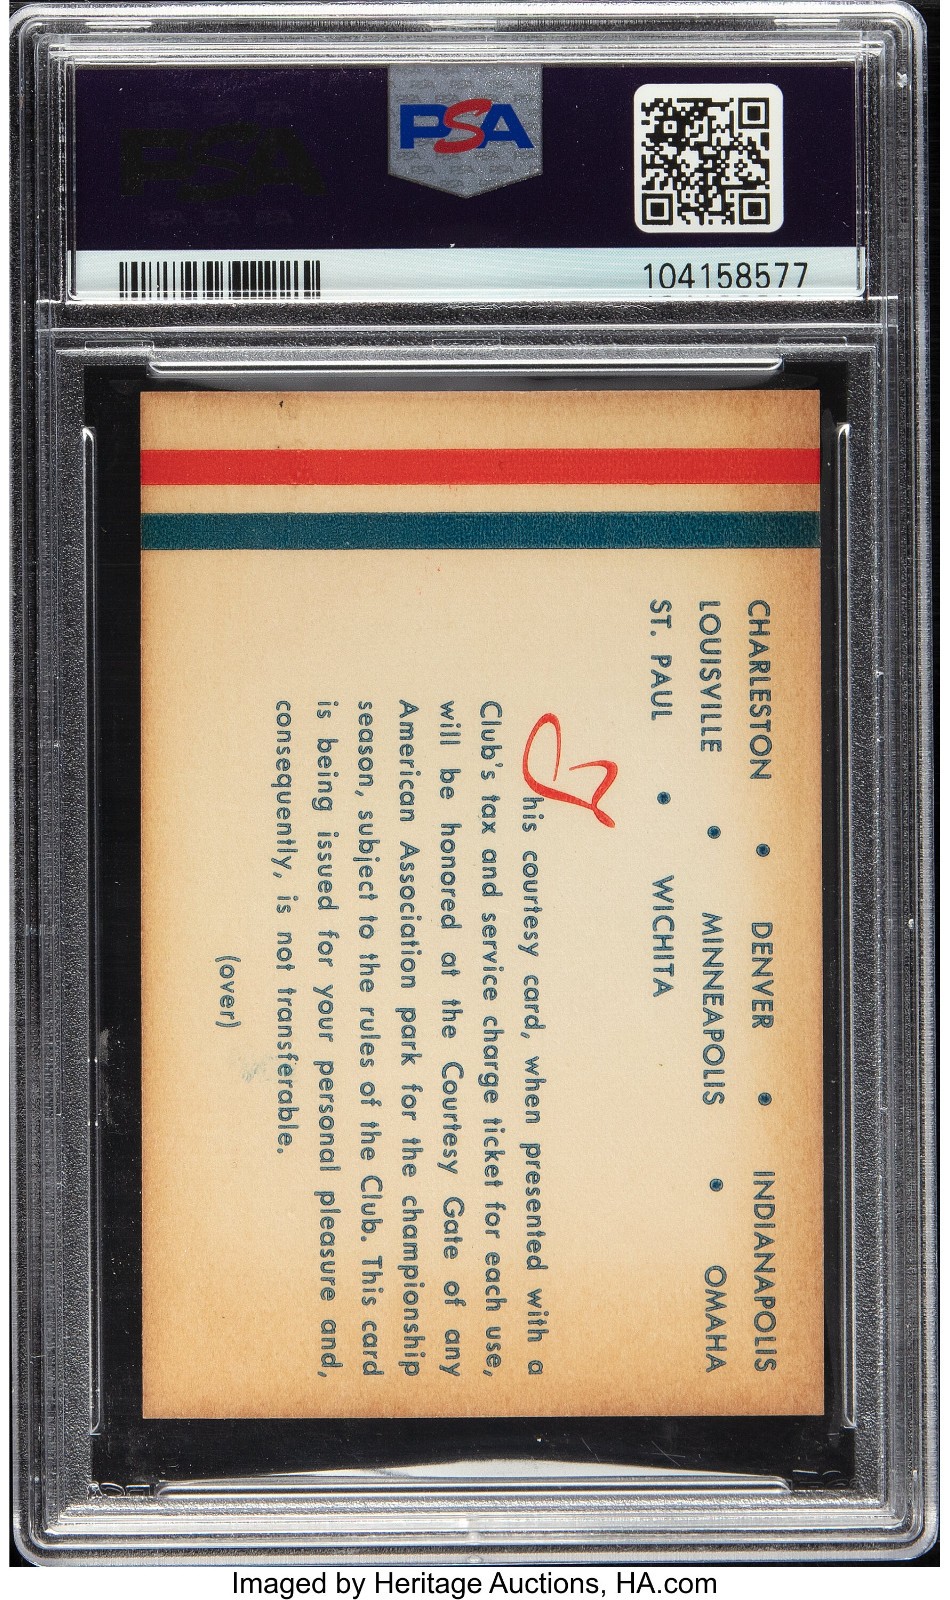 PSA
104158577
CHARLESTON • DENVER • INDIANAPOLIS
LOUISVILLE • MINNEAPOLIS • OMAHA
ST. PAUL • WICHITA
This courtesy card, when presented with a
Club's tax and service charge ticket for each use,
will be honored at the Courtesy Gate of any
American Association park for the championship
season, subject to the rules of the Club. This card
is being issued for your personal pleasure and,
consequently, is not transferable.
(over)
Imaged by Heritage Auctions, HA.com